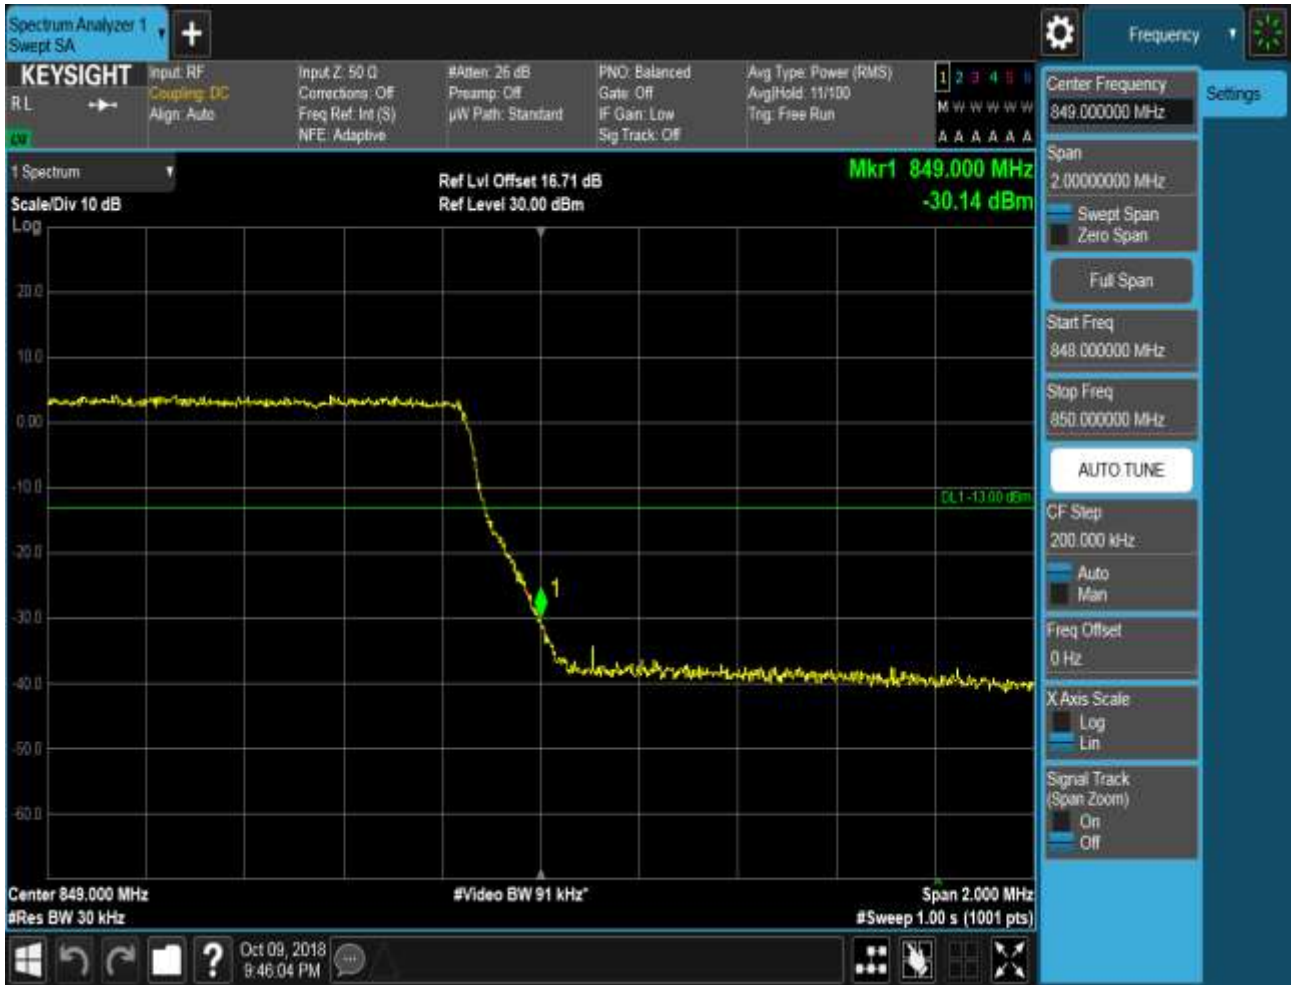 Spectrum Analyzer 1
Swept SA
+
Frequency
KEYSIGHT
R L
Input: RF
Coupling: DC
Align: Auto
Input Z: 50 Ω
Corrections: Off
Freq Ref: Int (S)
NFE: Adaptive
#Atten: 26 dB
Preamp: Off
µW Path: Standard
PNO: Balanced
Gate: Off
IF Gain: Low
Sig Track: Off
Avg Type: Power (RMS)
Avg|Hold: 11/100
Trig: Free Run
1 2 3 4 5 6
M W W W W W
A A A A A A
1 Spectrum
Scale/Div 10 dB
Log
Ref Lvl Offset 16.71 dB
Ref Level 30.00 dBm
Mkr1 849.000 MHz
-30.14 dBm
20.0
10.0
0.00
-10.0
-20.0
-30.0
-40.0
-50.0
-60.0
DL1 -13.00 dBm
1
Center 849.000 MHz
#Res BW 30 kHz
#Video BW 91 kHz*
Span 2.000 MHz
#Sweep 1.00 s (1001 pts)
Center Frequency
849.000000 MHz
Settings
Span
2.00000000 MHz
Swept Span
Zero Span
Full Span
Start Freq
848.000000 MHz
Stop Freq
850.000000 MHz
AUTO TUNE
CF Step
200.000 kHz
Auto
Man
Freq Offset
0 Hz
X Axis Scale
Log
Lin
Signal Track
(Span Zoom)
On
Off
?
Oct 09, 2018
9:46:04 PM